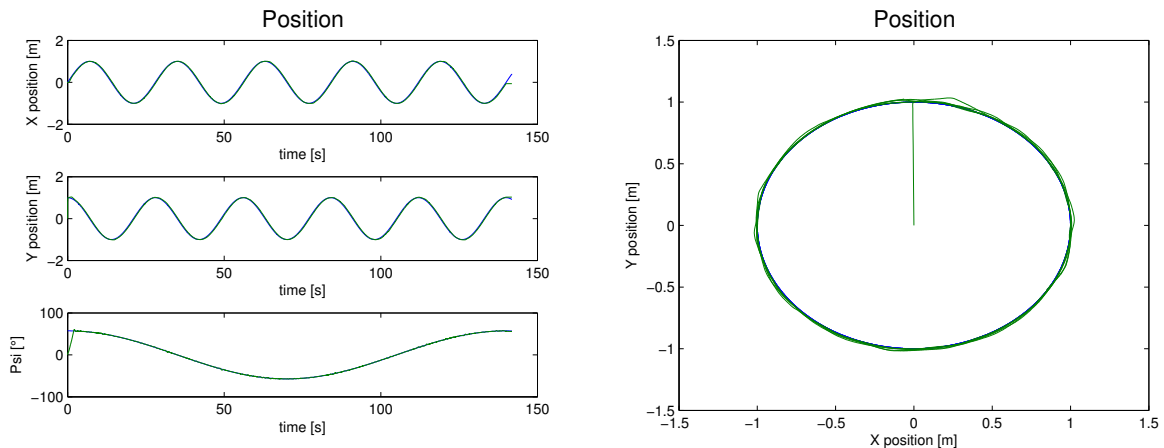 Position
X position [m]
2
0
−2
0 50 100 150
time [s]
Y position [m]
2
0
−2
0 50 100 150
time [s]
Psi [°]
100
0
−100
0 50 100 150
time [s]
Position
Y position [m]
1.5
1
0.5
0
−0.5
−1
−1.5
−1.5 −1 −0.5 0 0.5 1 1.5
X position [m]